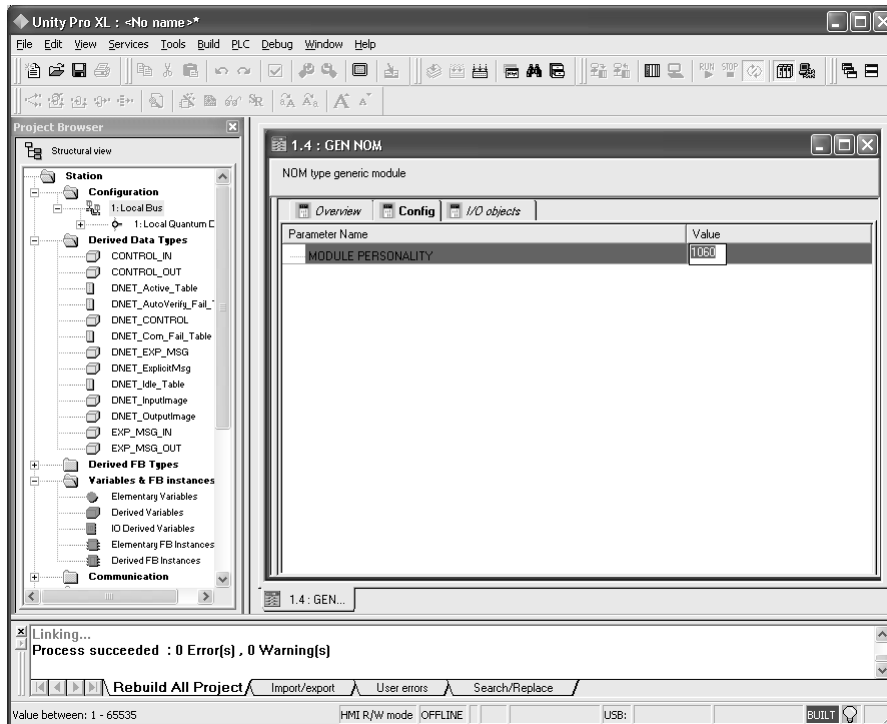 Unity Pro XL : <No name>*
File Edit View Services Tools Build PLC Debug Window Help
RUN STOP
Project Browser
Structural view
Station
Configuration
1: Local Bus
1: Local Quantum D
Derived Data Types
CONTROL_IN
CONTROL_OUT
DNET_Active_Table
DNET_AutoVerify_Fail_
DNET_CONTROL
DNET_Com_Fail_Table
DNET_EXP_MSG
DNET_ExplicitMsg
DNET_Idle_Table
DNET_InputImage
DNET_OutputImage
EXP_MSG_IN
EXP_MSG_OUT
Derived FB Types
Variables & FB instances
Elementary Variables
Derived Variables
IO Derived Variables
Elementary FB Instances
Derived FB Instances
Communication
1.4 : GEN NOM
NOM type generic module
Overview Config I/O objects
Parameter Name Value
MODULE PERSONALITY 1060
1.4 : GEN...
Linking...
Process succeeded : 0 Error(s) , 0 Warning(s)
Rebuild All Project Import/export User errors Search/Replace
Value between: 1 - 65535 HMI R/W mode OFFLINE USB: BUILT